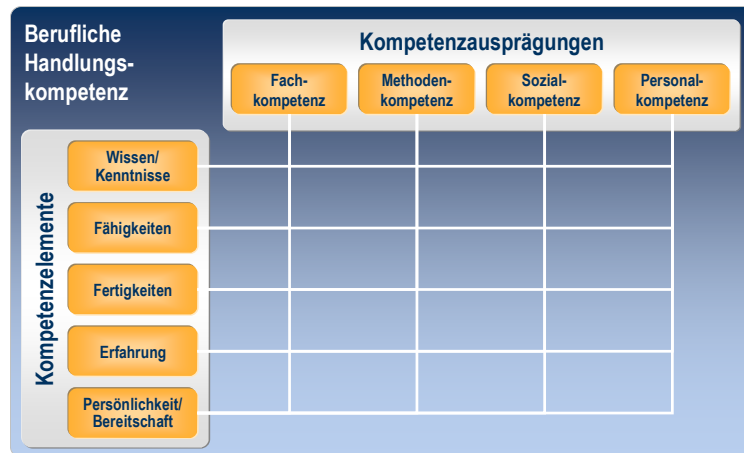 Berufliche
Handlungs-
kompetenz
Kompetenzausprägungen
Fach-
kompetenz
Methoden-
kompetenz
Sozial-
kompetenz
Personal-
kompetenz
Kompetenzelemente
Wissen/
Kenntnisse
Fähigkeiten
Fertigkeiten
Erfahrung
Persönlichkeit/
Bereitschaft